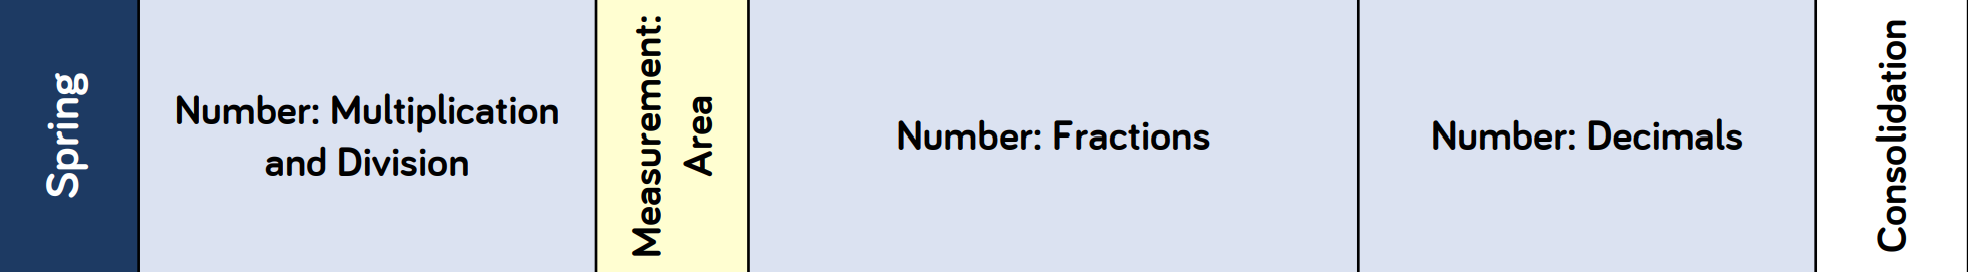 Spring
Number: Multiplication
and Division
Measurement:
Area
Number: Fractions
Number: Decimals
Consolidation